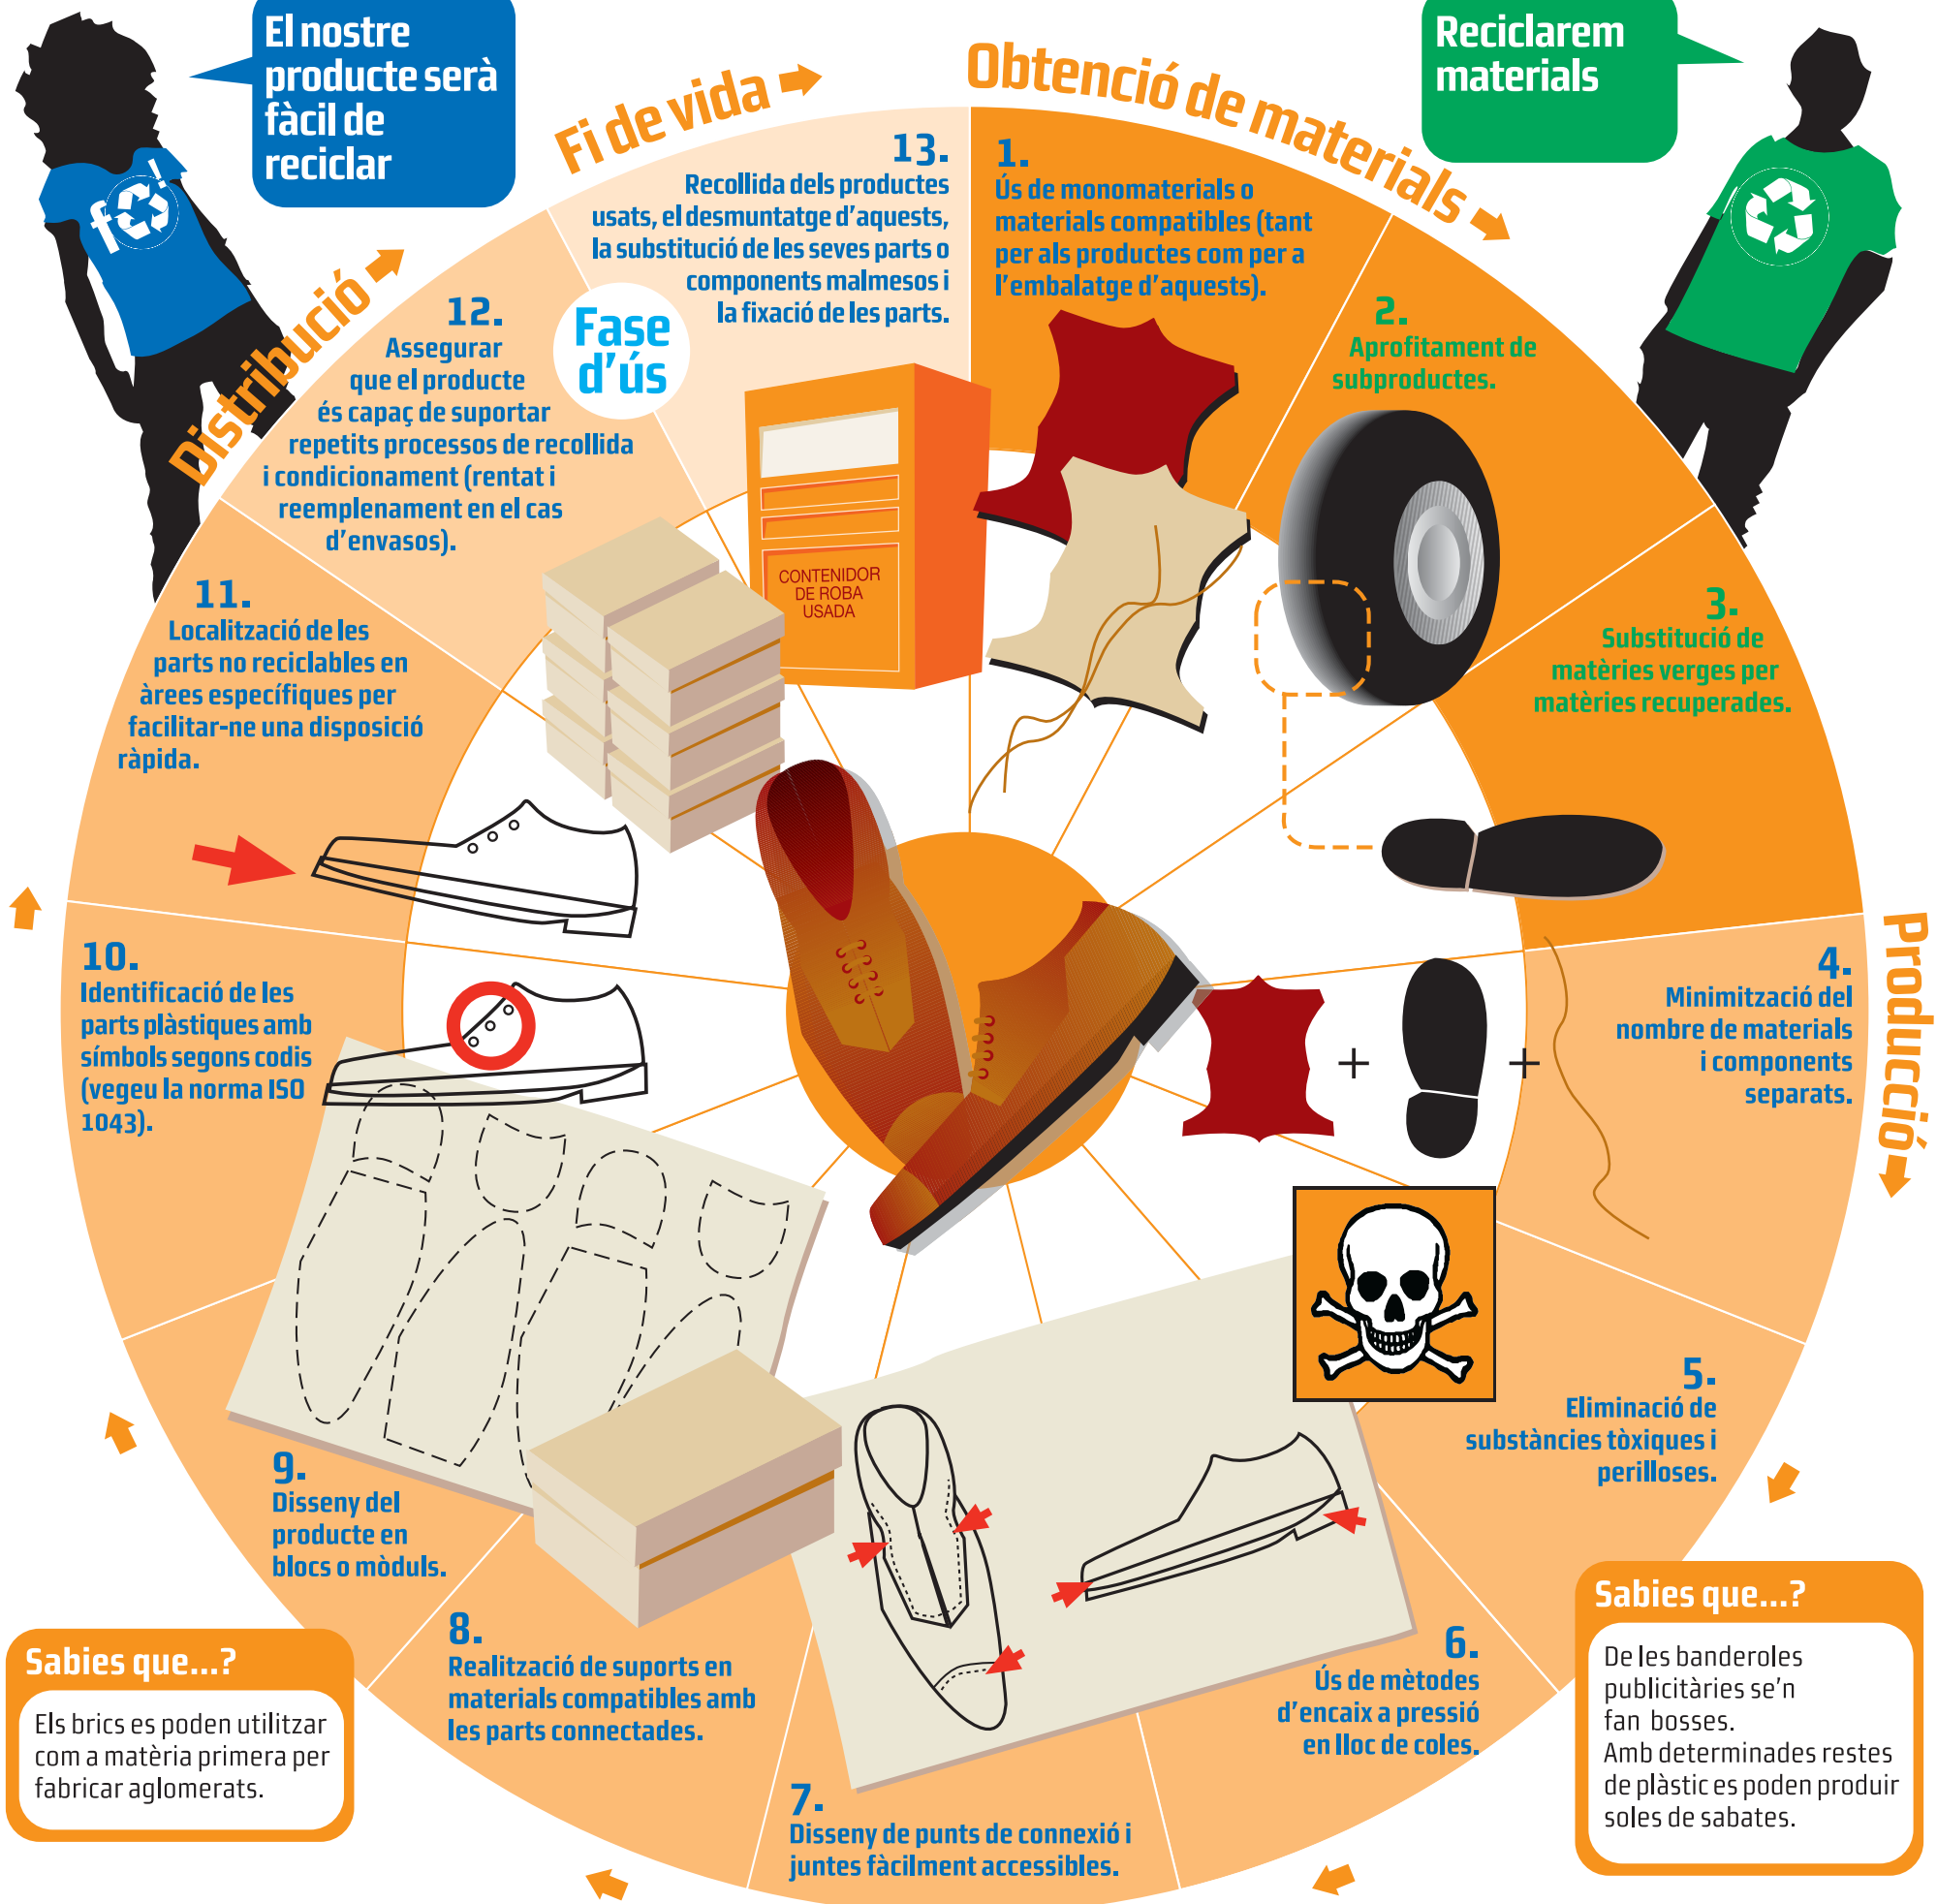 El nostre
producte serà
fàcil de
reciclar
Reciclarem
materials
fe!
Fi de vida
Obtenció de materials
Distribució
Producció
Fase
d'ús
1.
Ús de monomaterials o
materials compatibles (tant
per als productes com per a
l'embalatge d'aquests).
2.
Aprofitament de
subproductes.
3.
Substitució de
matèries verges per
matèries recuperades.
4.
Minimització del
nombre de materials
i components
separats.
5.
Eliminació de
substàncies tòxiques i
perilloses.
6.
Ús de mètodes
d'encaix a pressió
en lloc de coles.
7.
Disseny de punts de connexió i
juntes fàcilment accessibles.
8.
Realització de suports en
materials compatibles amb
les parts connectades.
9.
Disseny del
producte en
blocs o mòduls.
10.
Identificació de les
parts plàstiques amb
símbols segons codis
(vegeu la norma ISO
1043).
11.
Localització de les
parts no reciclables en
àrees específiques per
facilitar-ne una disposició
ràpida.
12.
Assegurar
que el producte
és capaç de suportar
repetits processos de recollida
i condicionament (rentat i
reemplenament en el cas
d'envasos).
13.
Recollida dels productes
usats, el desmuntatge d'aquests,
la substitució de les seves parts o
components malmesos i
la fixació de les parts.
CONTENIDOR
DE ROBA
USADA
+
+
Sabies que...?
Els brics es poden utilitzar
com a matèria primera per
fabricar aglomerats.
Sabies que...?
De les banderoles
publicitàries se'n
fan bosses.
Amb determinades restes
de plàstic es poden produir
soles de sabates.